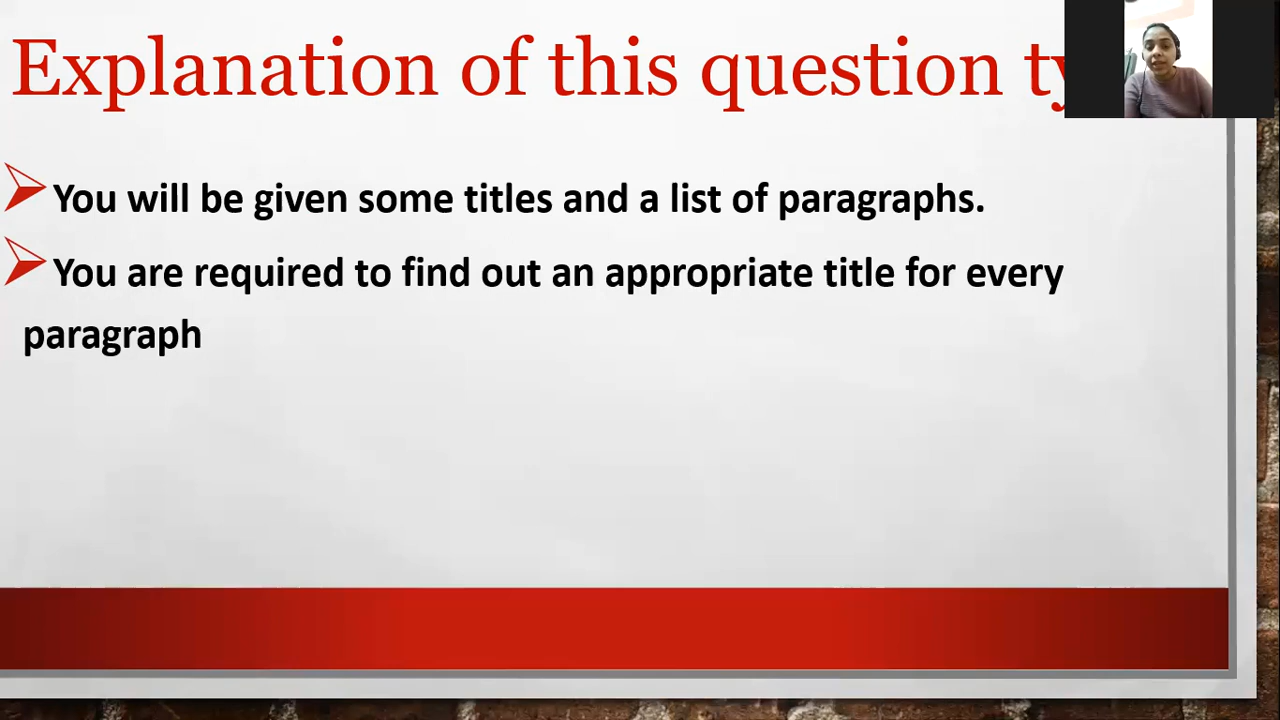 Explanation of this question
You will be given some titles and a list of paragraphs.
You are required to find out an appropriate title for every
paragraph